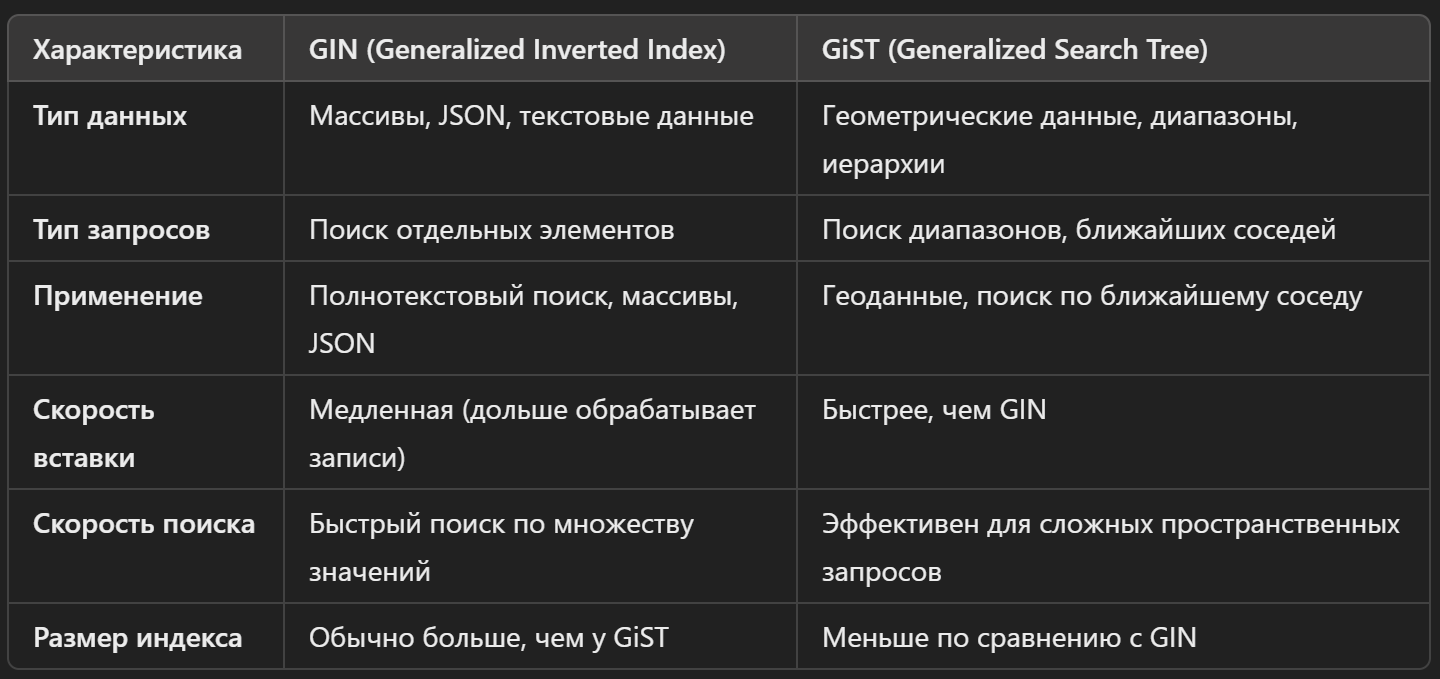 Характеристика
GIN (Generalized Inverted Index)
GiST (Generalized Search Tree)
Тип данных
Массивы, JSON, текстовые данные
Геометрические данные, диапазоны,
иерархии
Тип запросов
Поиск отдельных элементов
Поиск диапазонов, ближайших соседей
Применение
Полнотекстовый поиск, массивы,
JSON
Геоданные, поиск по ближайшему соседу
Скорость
вставки
Медленная (дольше обрабатывает
записи)
Быстрее, чем GIN
Скорость поиска
Быстрый поиск по множеству
значений
Эффективен для сложных пространственных
запросов
Размер индекса
Обычно больше, чем у GiST
Меньше по сравнению с GIN